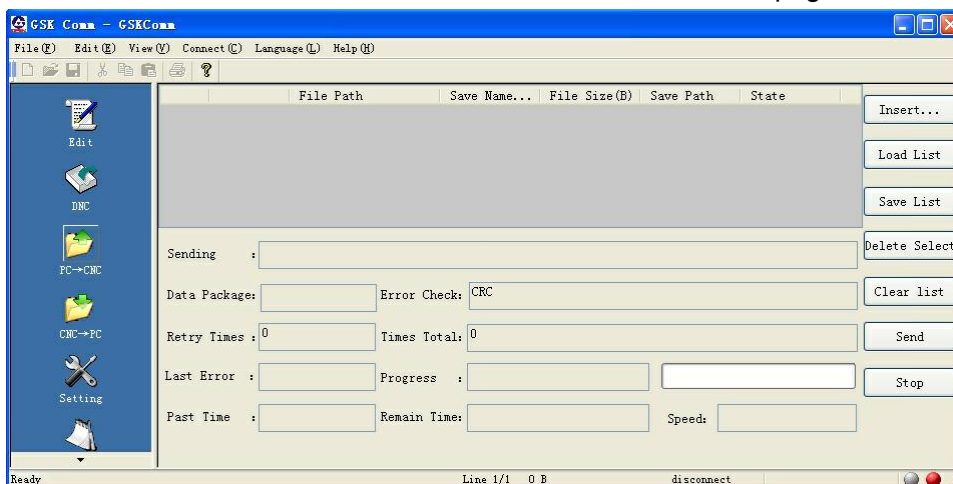 GSK Comm - GSKComm
File(F) Edit(E) View(V) Connect(C) Language(L) Help(H)
File Path Save Name... File Size(B) Save Path State
Insert...
Edit
Load List
DNC
Save List
Sending :
Delete Select
PC→CNC
Data Package: Error Check: CRC
Clear list
CNC→PC
Retry Times : 0 Times Total: 0
Send
Last Error : Progress :
Stop
Setting
Past Time : Remain Time: Speed:
Ready Line 1/1 0 B disconnect